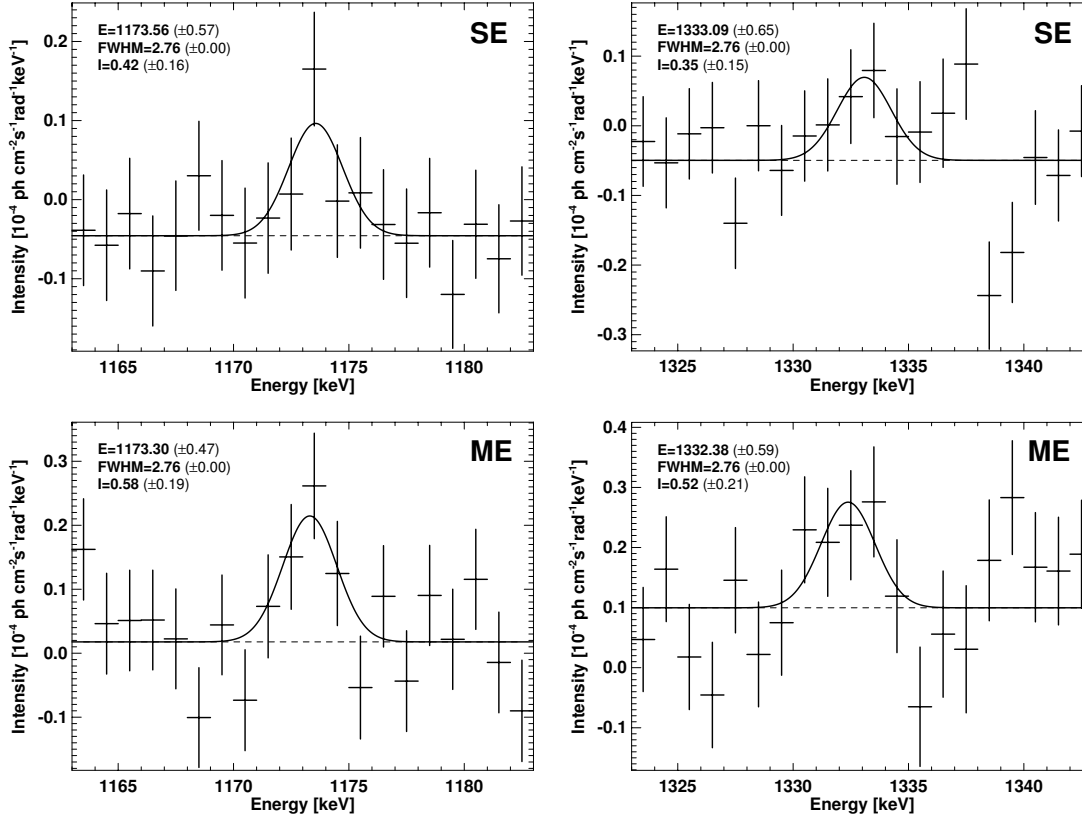 E=1173.56 (±0.57)
FWHM=2.76 (±0.00)
I=0.42 (±0.16)
SE
0.2
0.1
0.0
-0.1
Intensity [10⁻⁴ ph cm⁻²s⁻¹rad⁻¹keV⁻¹]
1165 1170 1175 1180
Energy [keV]
E=1333.09 (±0.65)
FWHM=2.76 (±0.00)
I=0.35 (±0.15)
SE
0.1
0.0
-0.1
-0.2
-0.3
Intensity [10⁻⁴ ph cm⁻²s⁻¹rad⁻¹keV⁻¹]
1325 1330 1335 1340
Energy [keV]
E=1173.30 (±0.47)
FWHM=2.76 (±0.00)
I=0.58 (±0.19)
ME
0.3
0.2
0.1
0.0
-0.1
Intensity [10⁻⁴ ph cm⁻²s⁻¹rad⁻¹keV⁻¹]
1165 1170 1175 1180
Energy [keV]
E=1332.38 (±0.59)
FWHM=2.76 (±0.00)
I=0.52 (±0.21)
ME
0.4
0.3
0.2
0.1
0.0
-0.1
Intensity [10⁻⁴ ph cm⁻²s⁻¹rad⁻¹keV⁻¹]
1325 1330 1335 1340
Energy [keV]